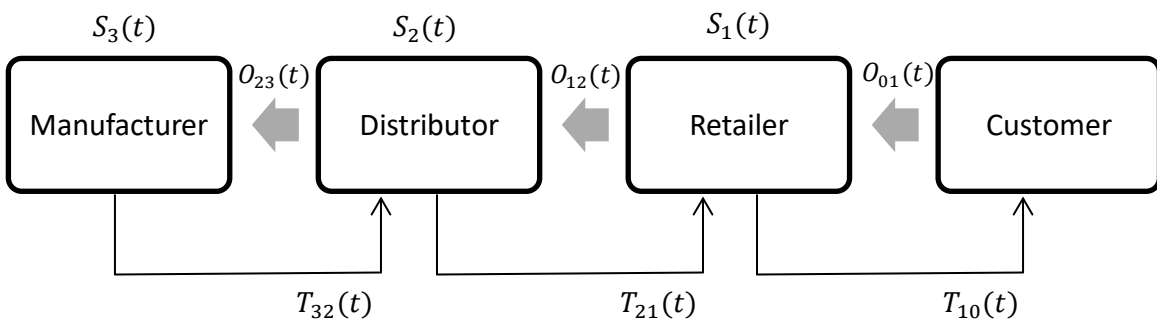 S₃(t) S₂(t) S₁(t)
O₂₃(t) O₁₂(t) O₀₁(t)
Manufacturer Distributor Retailer Customer
T₃₂(t) T₂₁(t) T₁₀(t)